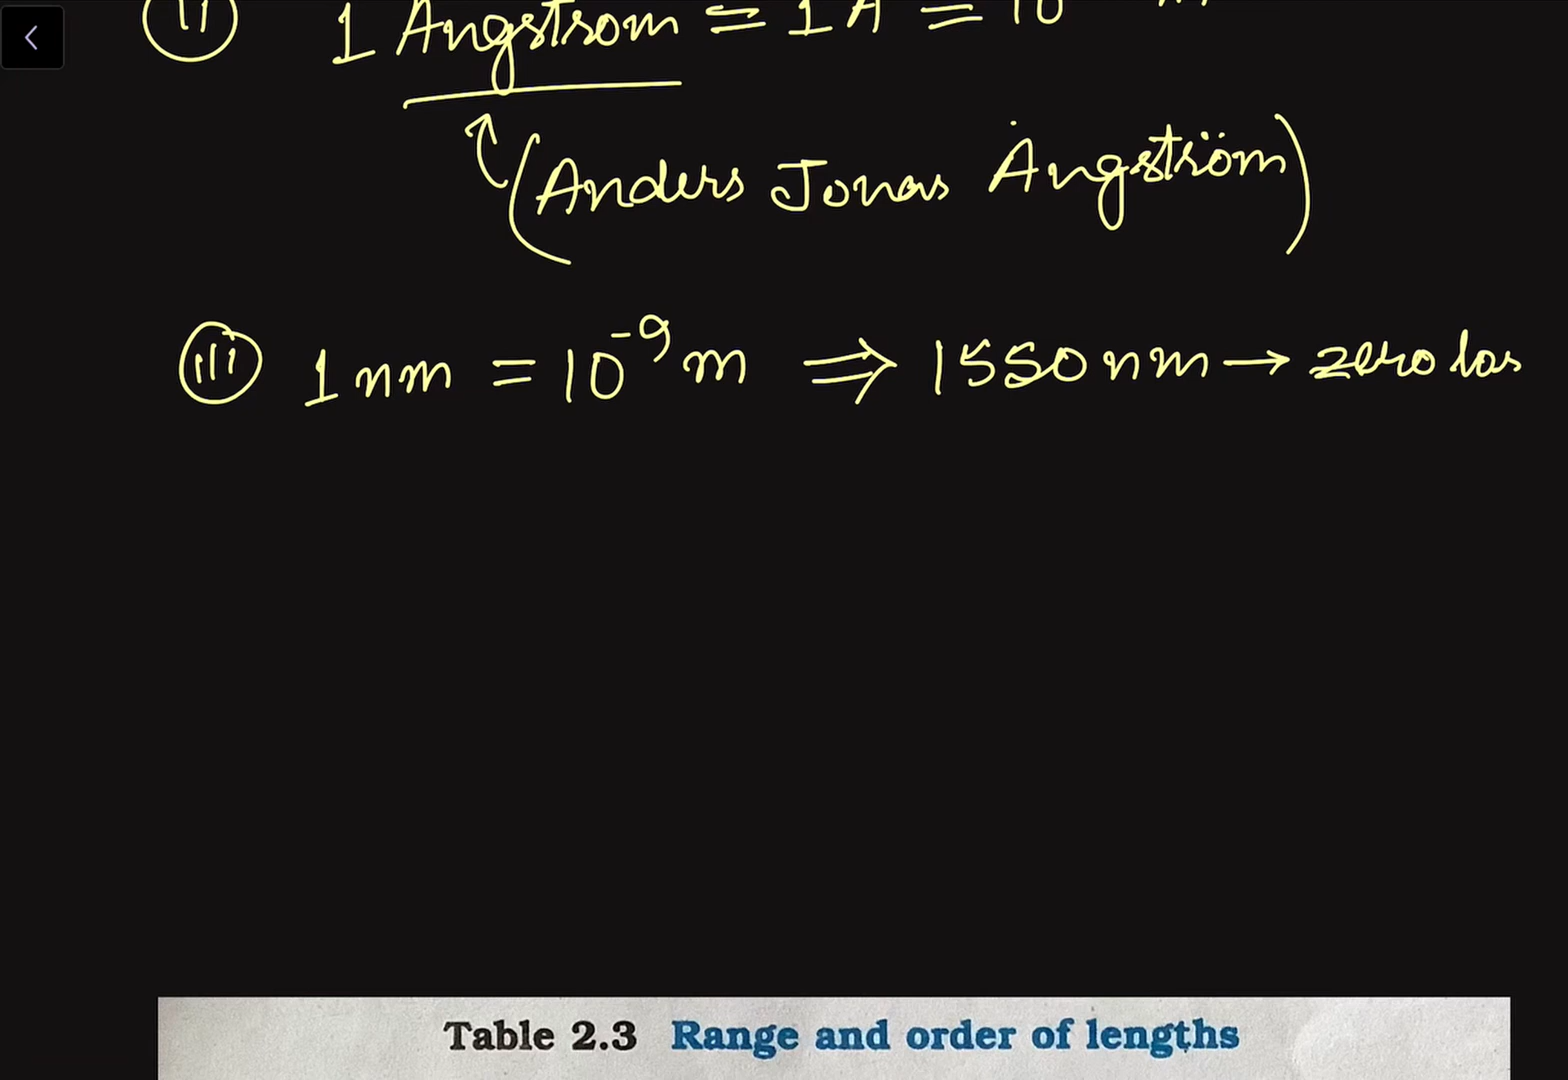 (ii) 1 Angstrom = 1 A = 10
(Anders Jonas Ångström)
(iii) 1 nm = 10⁻⁹ m ⇒ 1550 nm → zero los
Table 2.3 Range and order of lengths